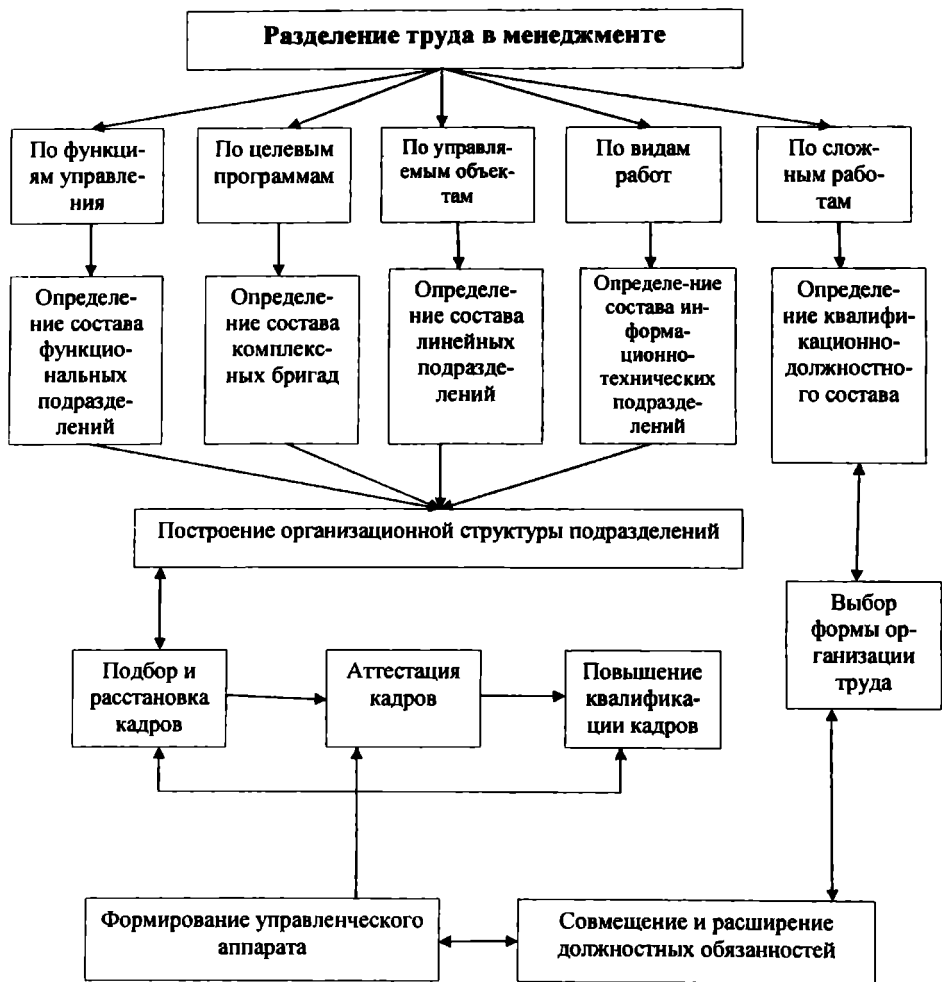 Разделение труда в менеджменте
По функци-
ям управле-
ния
По целевым
программам
По управля-
емым объек-
там
По видам
работ
По слож-
ным рабо-
там
Определе-
ние состава
функцио-
нальных
подразде-
лений
Определе-
ние состава
комплекс-
ных бригад
Определе-
ние состава
линейных
подразде-
лений
Определе-ние
состава ин-
формаци-
ационно-
технических
подразде-
лений
Определе-
ние квалифи-
кационно-
должностно-
го состава
Построение организационной структуры подразделений
Выбор
формы ор-
ганизации
труда
Подбор и
расстановка
кадров
Аттестация
кадров
Повышение
квалифика-
ции кадров
Формирование управленческого
аппарата
Совмещение и расширение
должностных обязанностей